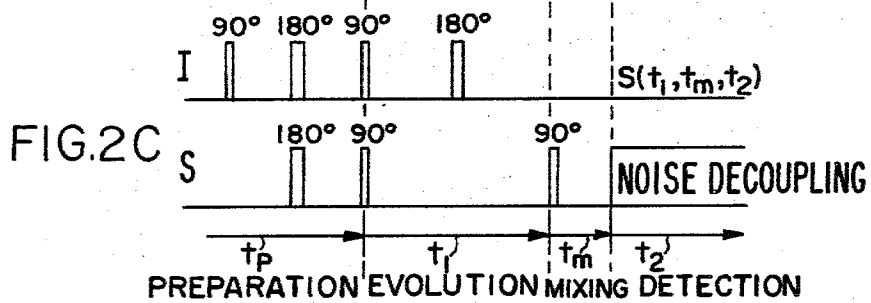 90° 180° 90° 180°
I
S(t₁,tm,t₂)
FIG.2C
180° 90° 90°
S
NOISE DECOUPLING
tp t₁ tm t₂
PREPARATION EVOLUTION MIXING DETECTION